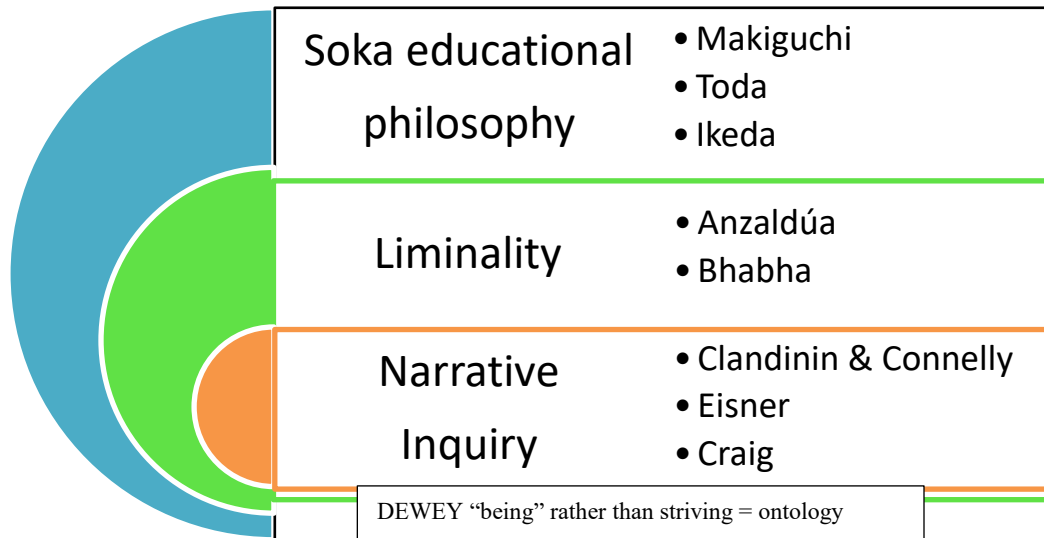 Soka educational
philosophy
• Makiguchi
• Toda
• Ikeda
Liminality
• Anzaldúa
• Bhabha
Narrative
Inquiry
• Clandinin & Connelly
• Eisner
• Craig
DEWEY “being” rather than striving = ontology